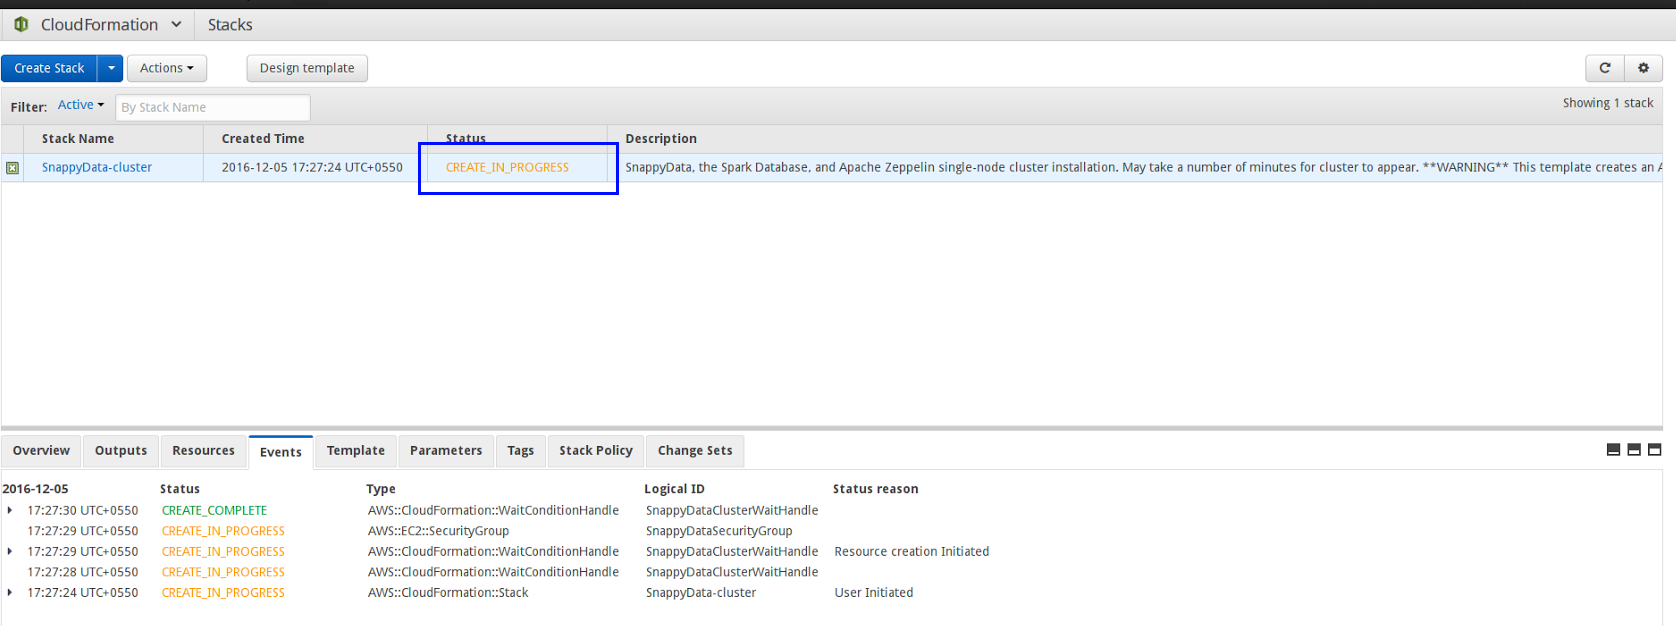 CloudFormation Stacks
Create Stack Actions Design template
Filter: Active By Stack Name Showing 1 stack
Stack Name Created Time Status Description
SnappyData-cluster 2016-12-05 17:27:24 UTC+0550 CREATE_IN_PROGRESS SnappyData, the Spark Database, and Apache Zeppelin single-node cluster installation. May take a number of minutes for cluster to appear. **WARNING** This template creates an A
Overview Outputs Resources Events Template Parameters Tags Stack Policy Change Sets
2016-12-05 Status Type Logical ID Status reason
17:27:30 UTC+0550 CREATE_COMPLETE AWS::CloudFormation::WaitConditionHandle SnappyDataClusterWaitHandle
17:27:29 UTC+0550 CREATE_IN_PROGRESS AWS::EC2::SecurityGroup SnappyDataSecurityGroup
17:27:29 UTC+0550 CREATE_IN_PROGRESS AWS::CloudFormation::WaitConditionHandle SnappyDataClusterWaitHandle Resource creation Initiated
17:27:28 UTC+0550 CREATE_IN_PROGRESS AWS::CloudFormation::WaitConditionHandle SnappyDataClusterWaitHandle
17:27:24 UTC+0550 CREATE_IN_PROGRESS AWS::CloudFormation::Stack SnappyData-cluster User Initiated